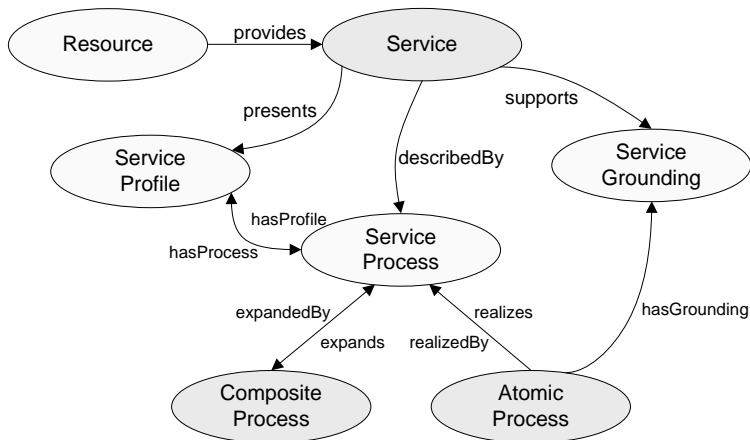 Resource
provides
Service
presents
supports
Service
Profile
describedBy
Service
Grounding
hasProfile
hasProcess
Service
Process
expandedBy
realizes
hasGrounding
expands
realizedBy
Composite
Process
Atomic
Process